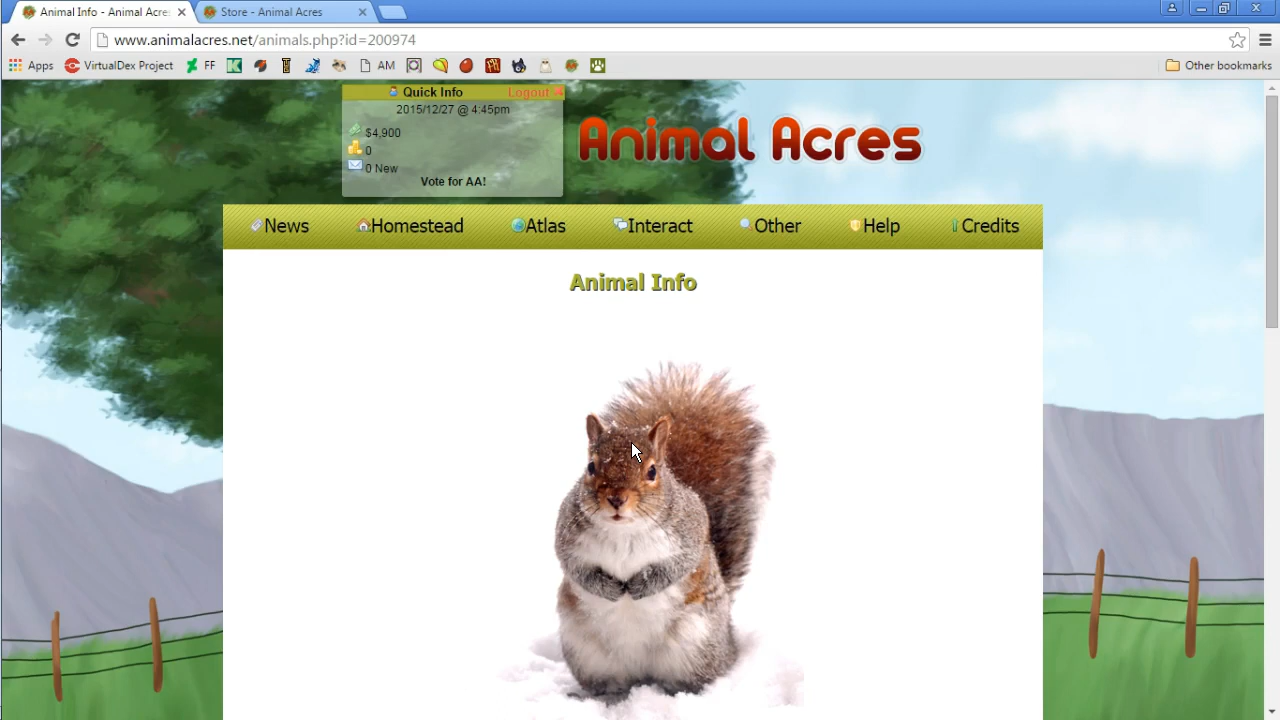 Animal Info - Animal Acre
Store - Animal Acres
www.animalacres.net/animals.php?id=200974
Apps
VirtualDex Project
FF
AM
Other bookmarks
Quick Info
Logout
2015/12/27 @ 4:45pm
$4,900
0
0 New
Vote for AA!
Animal Acres
News
Homestead
Atlas
Interact
Other
Help
Credits
Animal Info